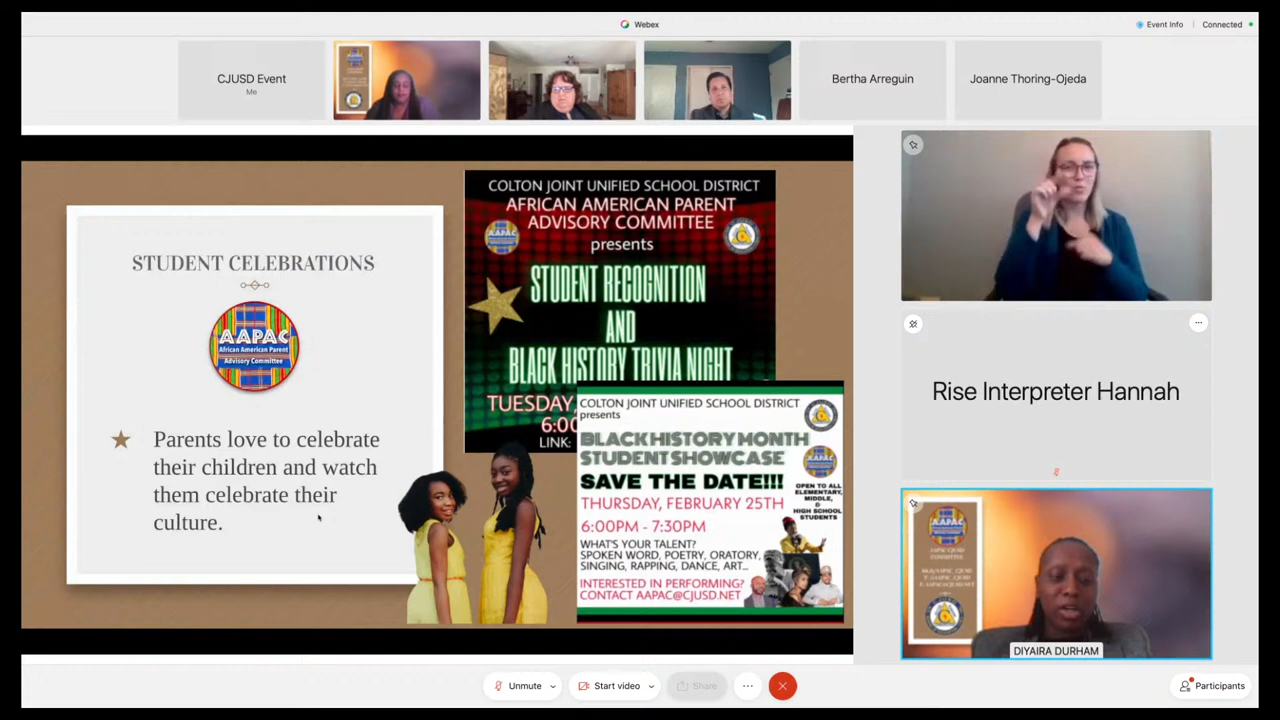 Webex
Event Info
Connected
CJUSD Event
Me
Bertha Arreguin
Joanne Thoring-Ojeda
STUDENT CELEBRATIONS
AAPAC
African American Parent
Advisory Committee
Parents love to celebrate
their children and watch
them celebrate their
culture.
COLTON JOINT UNIFIED SCHOOL DISTRICT
AFRICAN AMERICAN PARENT
ADVISORY COMMITTEE
presents
STUDENT RECOGNITION
AND
BLACK HISTORY TRIVIA NIGHT
TUESDAY,
6:00
LINK:
COLTON JOINT UNIFIED SCHOOL DISTRICT
presents
BLACK HISTORY MONTH
STUDENT SHOWCASE
SAVE THE DATE!!!
THURSDAY, FEBRUARY 25TH
6:00PM - 7:30PM
OPEN TO ALL
ELEMENTARY,
MIDDLE,
&
HIGH SCHOOL
STUDENTS
WHAT'S YOUR TALENT?
SPOKEN WORD, POETRY, ORATORY,
SINGING, RAPPING, DANCE, ART...
INTERESTED IN PERFORMING?
CONTACT AAPAC@CJUSD.NET
Rise Interpreter Hannah
AAPAC
AAPAC CJUSD
COMMITTEE
DIYAIRA DURHAM
Unmute
Start video
Share
Participants